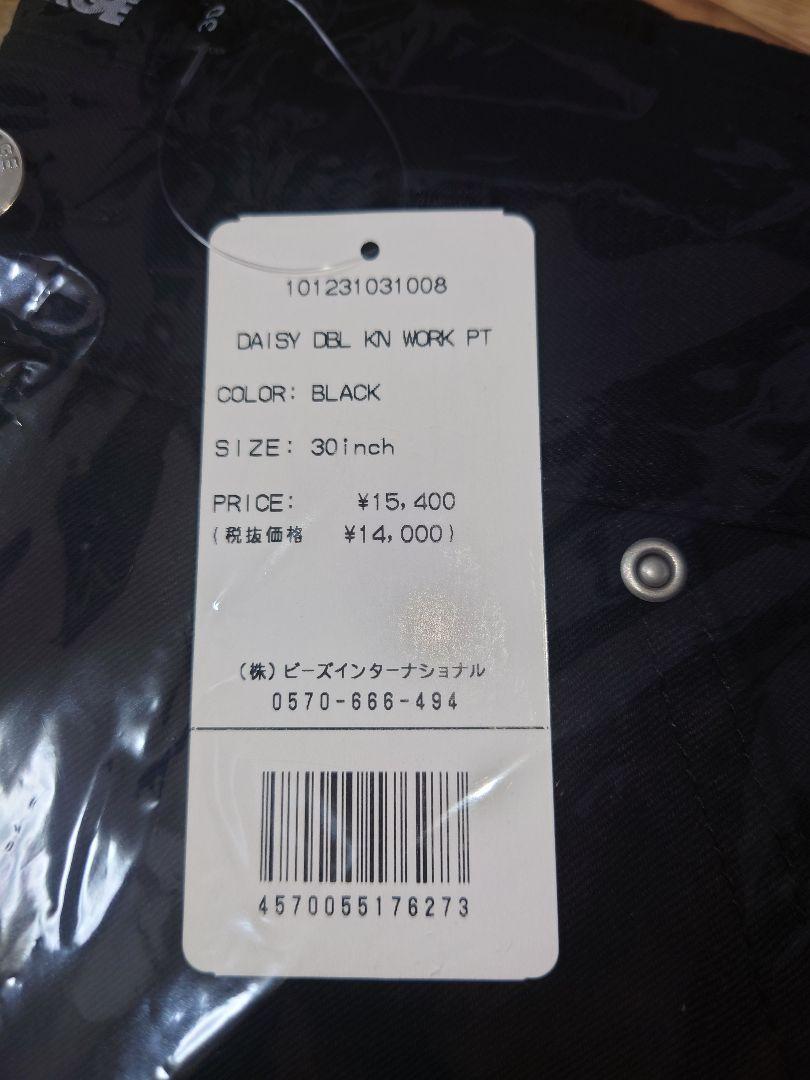 101231031008
DAISY DBL KN WORK PT
COLOR: BLACK
SIZE: 30inch
PRICE: ¥15,400
(税抜価格 ¥14,000)
(株)ビーズインターナショナル
0570-666-494
4570055176273